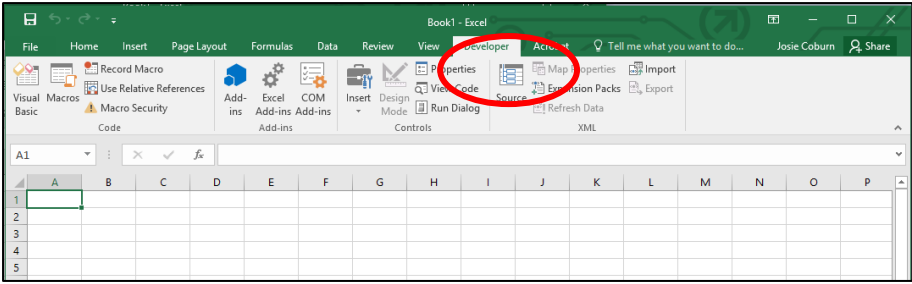 Book1 - Excel
File Home Insert Page Layout Formulas Data Review View Developer Acrobat Tell me what you want to do... Josie Coburn Share
Visual Basic
Macros
Record Macro
Use Relative References
Macro Security
Code
Add-ins
Excel Add-ins
COM Add-ins
Add-ins
Insert
Design Mode
Properties
View Code
Run Dialog
Controls
Source
Map Properties
Expansion Packs
Refresh Data
Import
Export
XML
A1 fx
A B C D E F G H I J K L M N O P
1
2
3
4
5